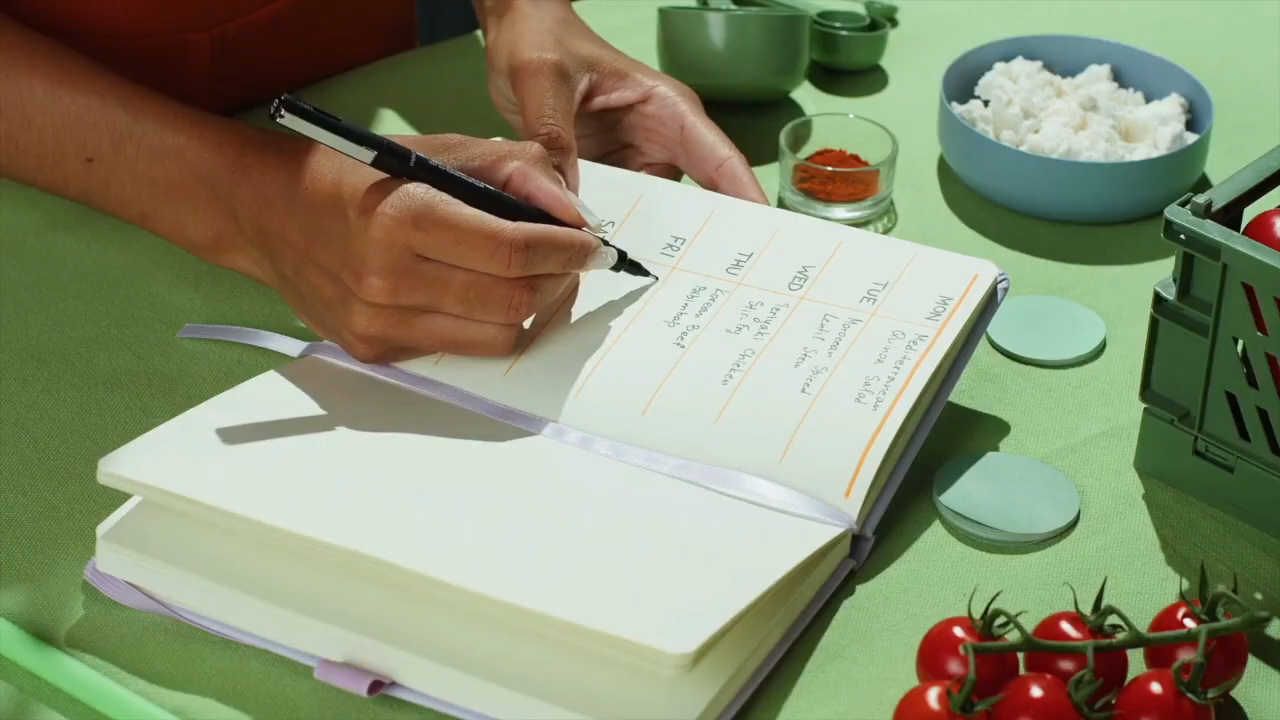 MON
Mediterranean
Quinoa Salad
TUE
Moroccan Spiced
Lentil Stew
WED
Teriyaki Chicken
Stir-fry
THU
Korean Beef
Bibimbap
FRI
SA